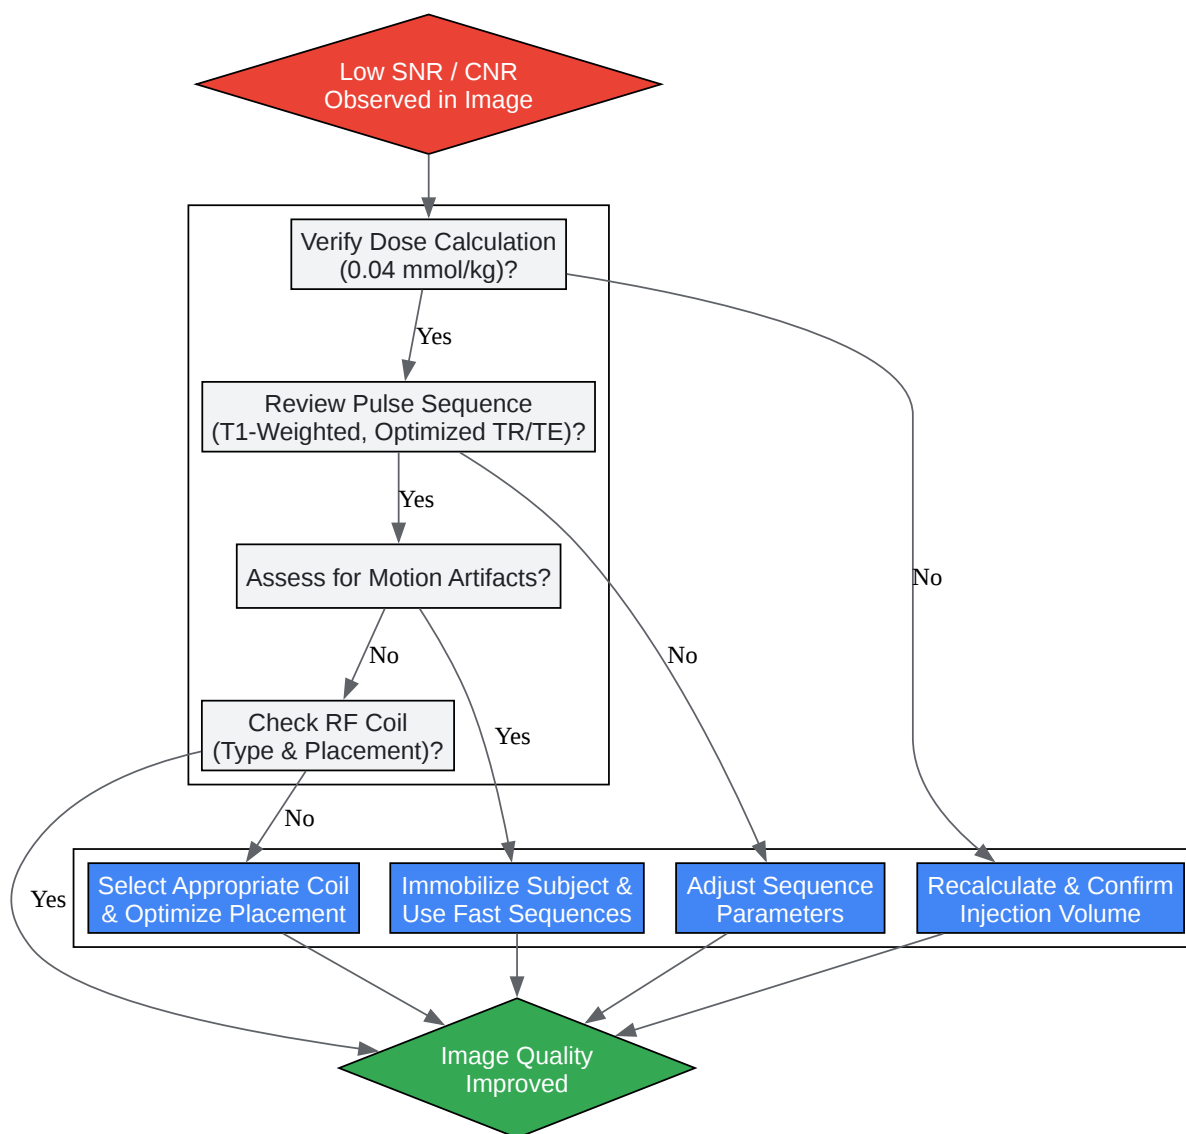 Low SNR / CNR
Observed in Image
Verify Dose Calculation
(0.04 mmol/kg)?
Yes
Review Pulse Sequence
(T1-Weighted, Optimized TR/TE)?
Yes
Assess for Motion Artifacts?
No
No
No
Check RF Coil
(Type & Placement)?
Yes
No
Yes
Select Appropriate Coil
& Optimize Placement
Immobilize Subject &
Use Fast Sequences
Adjust Sequence
Parameters
Recalculate & Confirm
Injection Volume
Image Quality
Improved